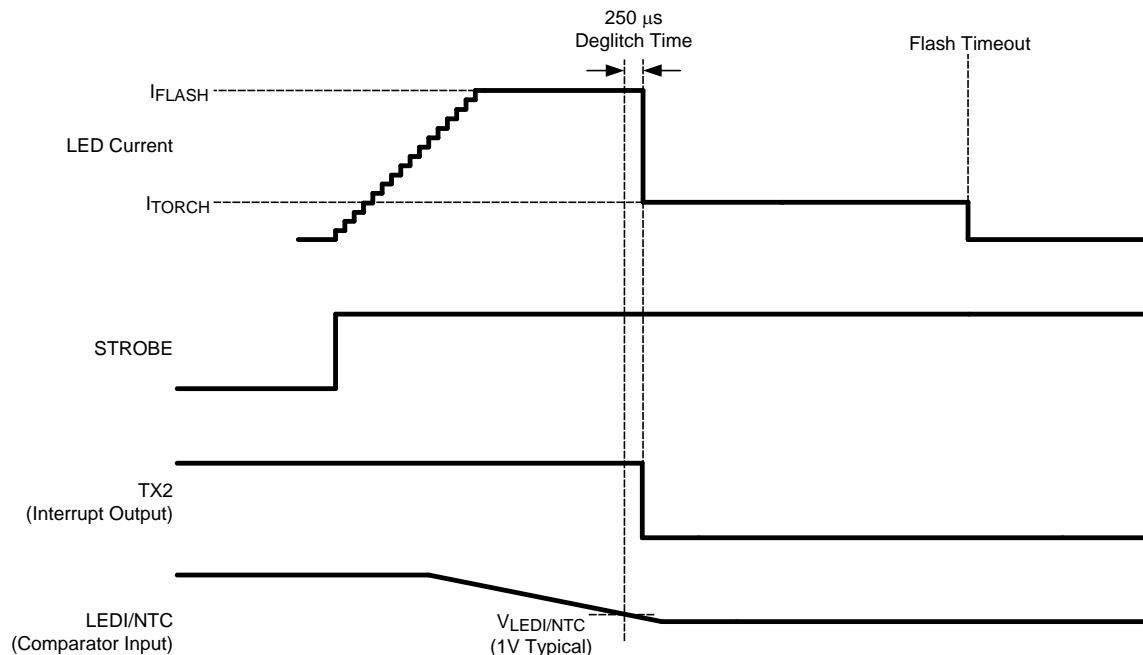 250 μs
Deglitch Time
Flash Timeout
IFLASH
LED Current
ITORCH
STROBE
TX2
(Interrupt Output)
LEDI/NTC
(Comparator Input)
VLEDI/NTC
(1V Typical)